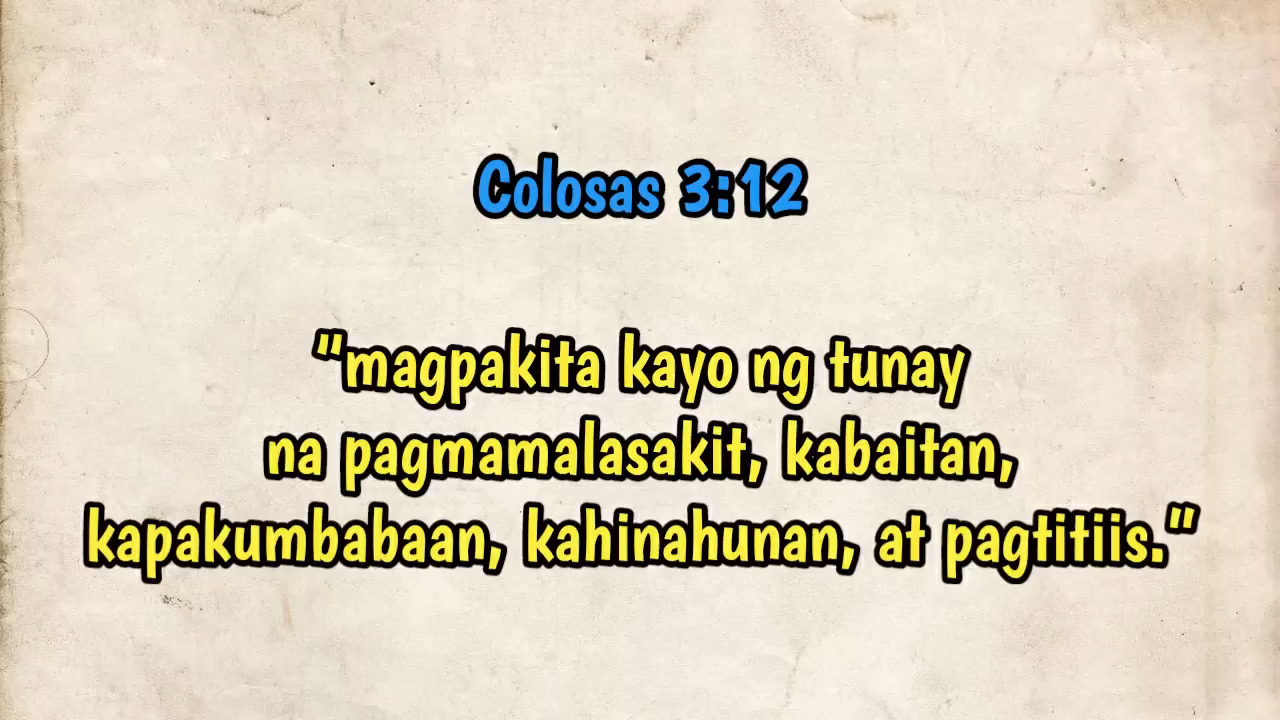 Colosas 3:12
"magpakita kayo ng tunay
na pagmamalasakit, kabaitan,
kapakumbabaan, kahinahunan, at pagtitiis."